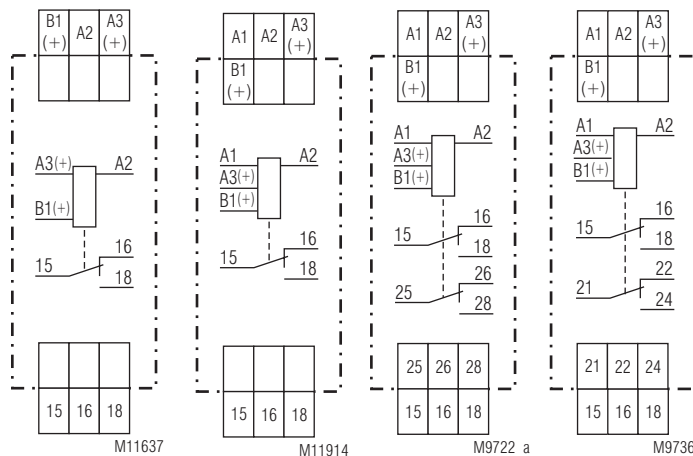 B1 (+) A2 A3 (+)
A3(+) A2
B1(+)
15 16 18
15 16 18
M11637
A1 A2 A3 (+)
B1 (+)
A1 A2
A3(+)
B1(+)
15 16 18
15 16 18
M11914
A1 A2 A3 (+)
B1 (+)
A1 A2
A3(+)
B1(+)
15 16 18
25 26 28
25 26 28
15 16 18
M9722 a
A1 A2 A3 (+)
B1 (+)
A1 A2
A3(+)
B1(+)
15 16 18
21 22 24
21 22 24
15 16 18
M9736